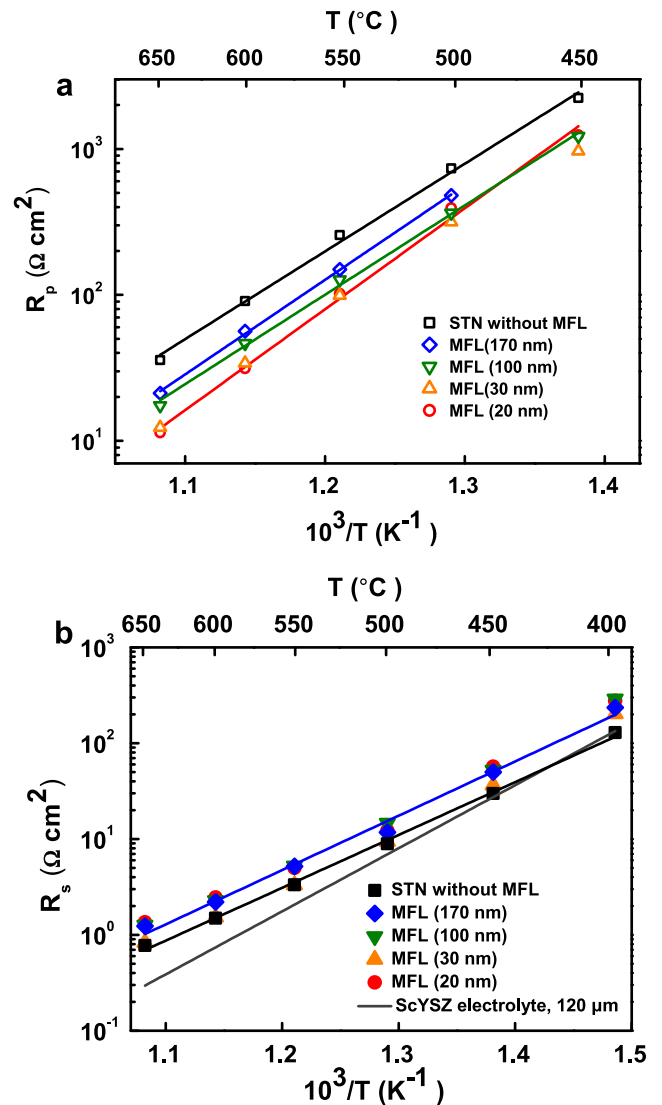 T (°C)
650 600 550 500 450
a
10^3
10^2
10^1
R_p (Ω cm^2)
STN without MFL
MFL(170 nm)
MFL (100 nm)
MFL(30 nm)
MFL (20 nm)
1.1 1.2 1.3 1.4
10^3/T (K^-1)
T (°C)
650 600 550 500 450 400
b
10^3
10^2
10^1
10^0
10^-1
R_s (Ω cm^2)
STN without MFL
MFL (170 nm)
MFL (100 nm)
MFL (30 nm)
MFL (20 nm)
ScYSZ electrolyte, 120 µm
1.1 1.2 1.3 1.4 1.5
10^3/T (K^-1)